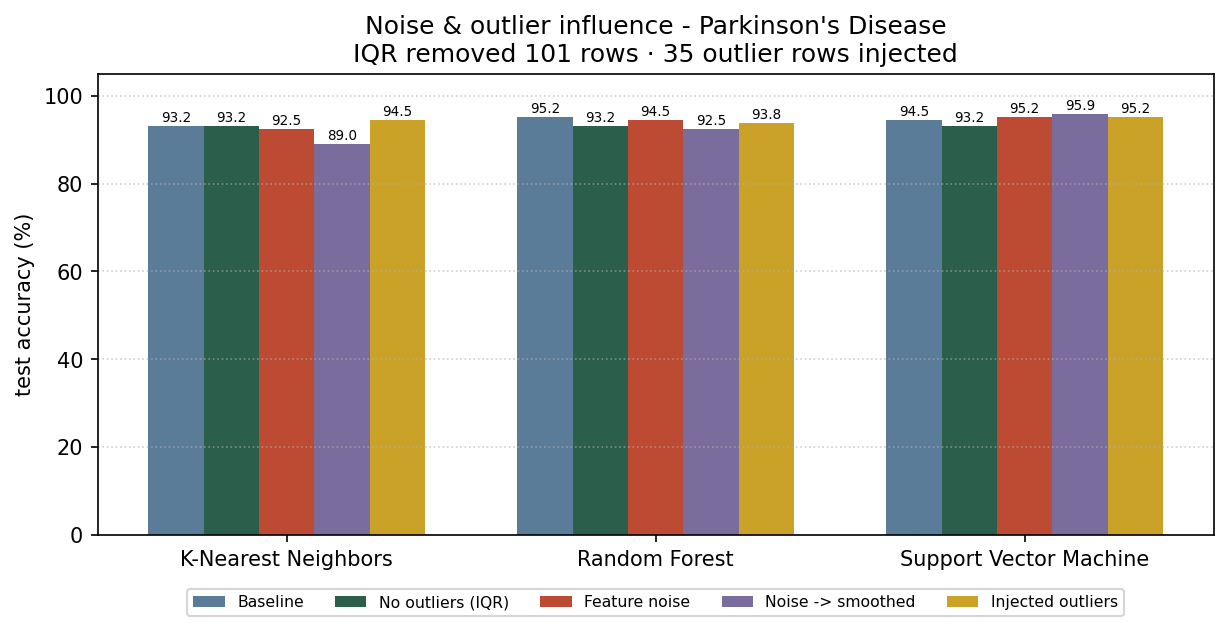 Noise & outlier influence - Parkinson's Disease
IQR removed 101 rows · 35 outlier rows injected
test accuracy (%)
100
80
60
40
20
0
93.2 93.2 92.5 89.0 94.5
95.2 93.2 94.5 92.5 93.8
94.5 93.2 95.2 95.9 95.2
K-Nearest Neighbors Random Forest Support Vector Machine
Baseline No outliers (IQR) Feature noise Noise -> smoothed Injected outliers